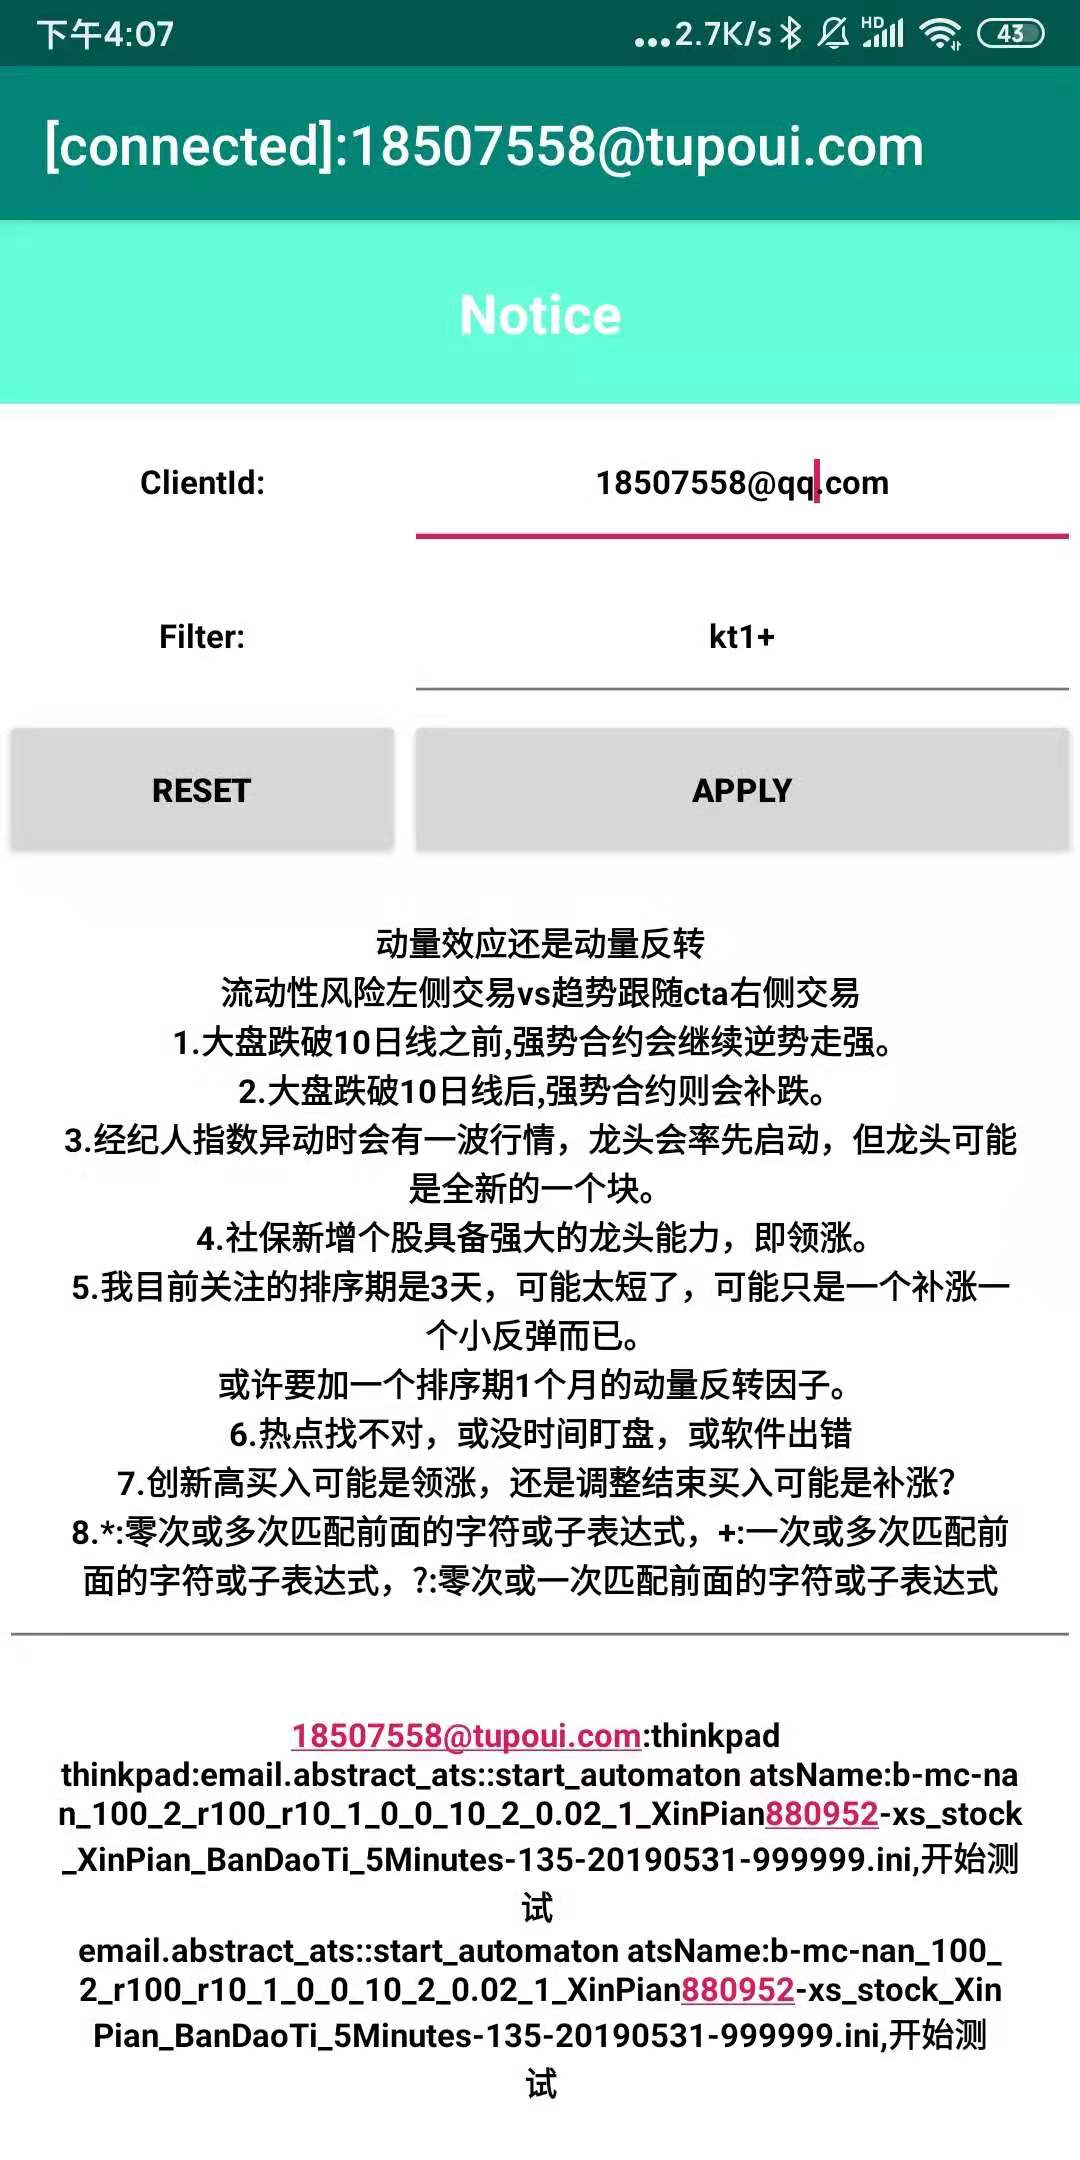 下午4:07
...2.7K/s
HD
43
[connected]:18507558@tupoui.com
Notice
ClientId:
18507558@qq.com
Filter:
kt1+
RESET
APPLY
动量效应还是动量反转
流动性风险左侧交易vs趋势跟随cta右侧交易
1.大盘跌破10日线之前,强势合约会继续逆势走强。
2.大盘跌破10日线后,强势合约则会补跌。
3.经纪人指数异动时会有一波行情，龙头会率先启动，但龙头可能
是全新的一个块。
4.社保新增个股具备强大的龙头能力，即领涨。
5.我目前关注的排序期是3天，可能太短了，可能只是一个补涨一
个小反弹而已。
或许要加一个排序期1个月的动量反转因子。
6.热点找不对，或没时间盯盘，或软件出错
7.创新高买入可能是领涨，还是调整结束买入可能是补涨？
8.*:零次或多次匹配前面的字符或子表达式，+:一次或多次匹配前
面的字符或子表达式，?:零次或一次匹配前面的字符或子表达式
18507558@tupoui.com:thinkpad
thinkpad:email.abstract_ats::start_automaton atsName:b-mc-na
n_100_2_r100_r10_1_0_0_10_2_0.02_1_XinPian880952-xs_stock
_XinPian_BanDaoTi_5Minutes-135-20190531-999999.ini,开始测
试
email.abstract_ats::start_automaton atsName:b-mc-nan_100_
2_r100_r10_1_0_0_10_2_0.02_1_XinPian880952-xs_stock_Xin
Pian_BanDaoTi_5Minutes-135-20190531-999999.ini,开始测
试